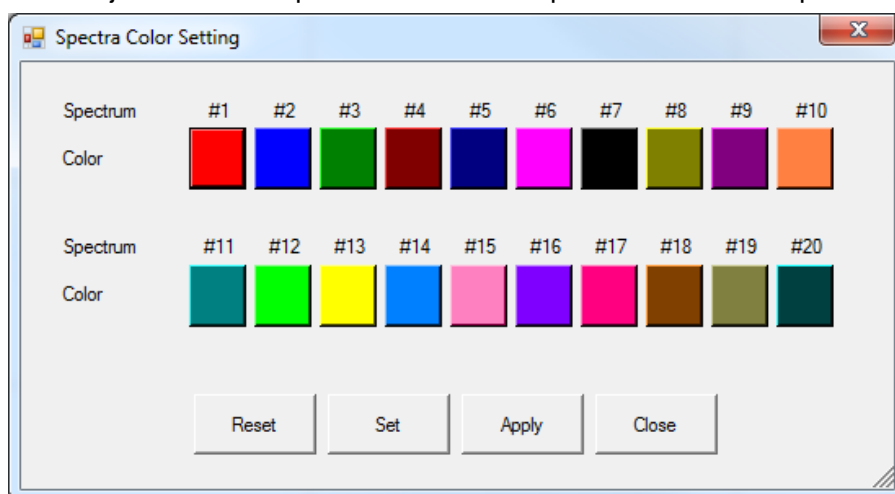 Spectra Color Setting
Spectrum #1 #2 #3 #4 #5 #6 #7 #8 #9 #10
Color
Spectrum #11 #12 #13 #14 #15 #16 #17 #18 #19 #20
Color
Reset Set Apply Close